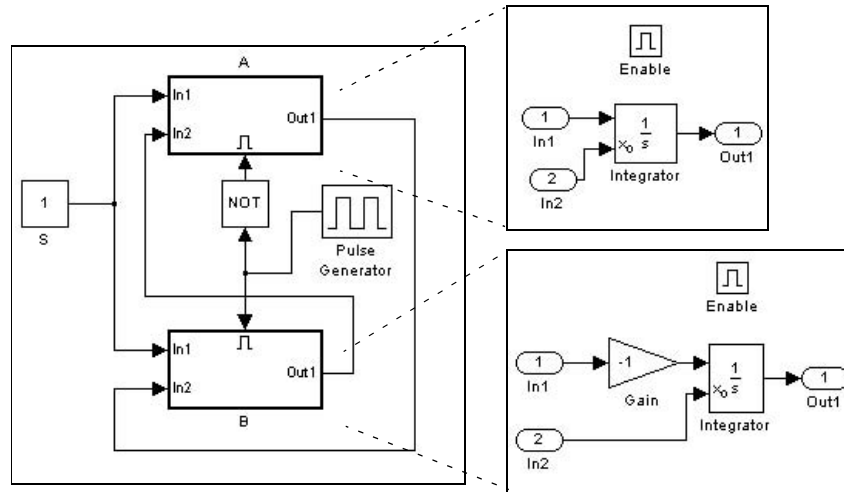 A
In1
In2
Out1
1
S
NOT
Pulse
Generator
In1
In2
Out1
B
Enable
1
In1
2
In2
x₀
1
s
Integrator
1
Out1
Enable
1
In1
-1
Gain
2
In2
x₀
1
s
Integrator
1
Out1